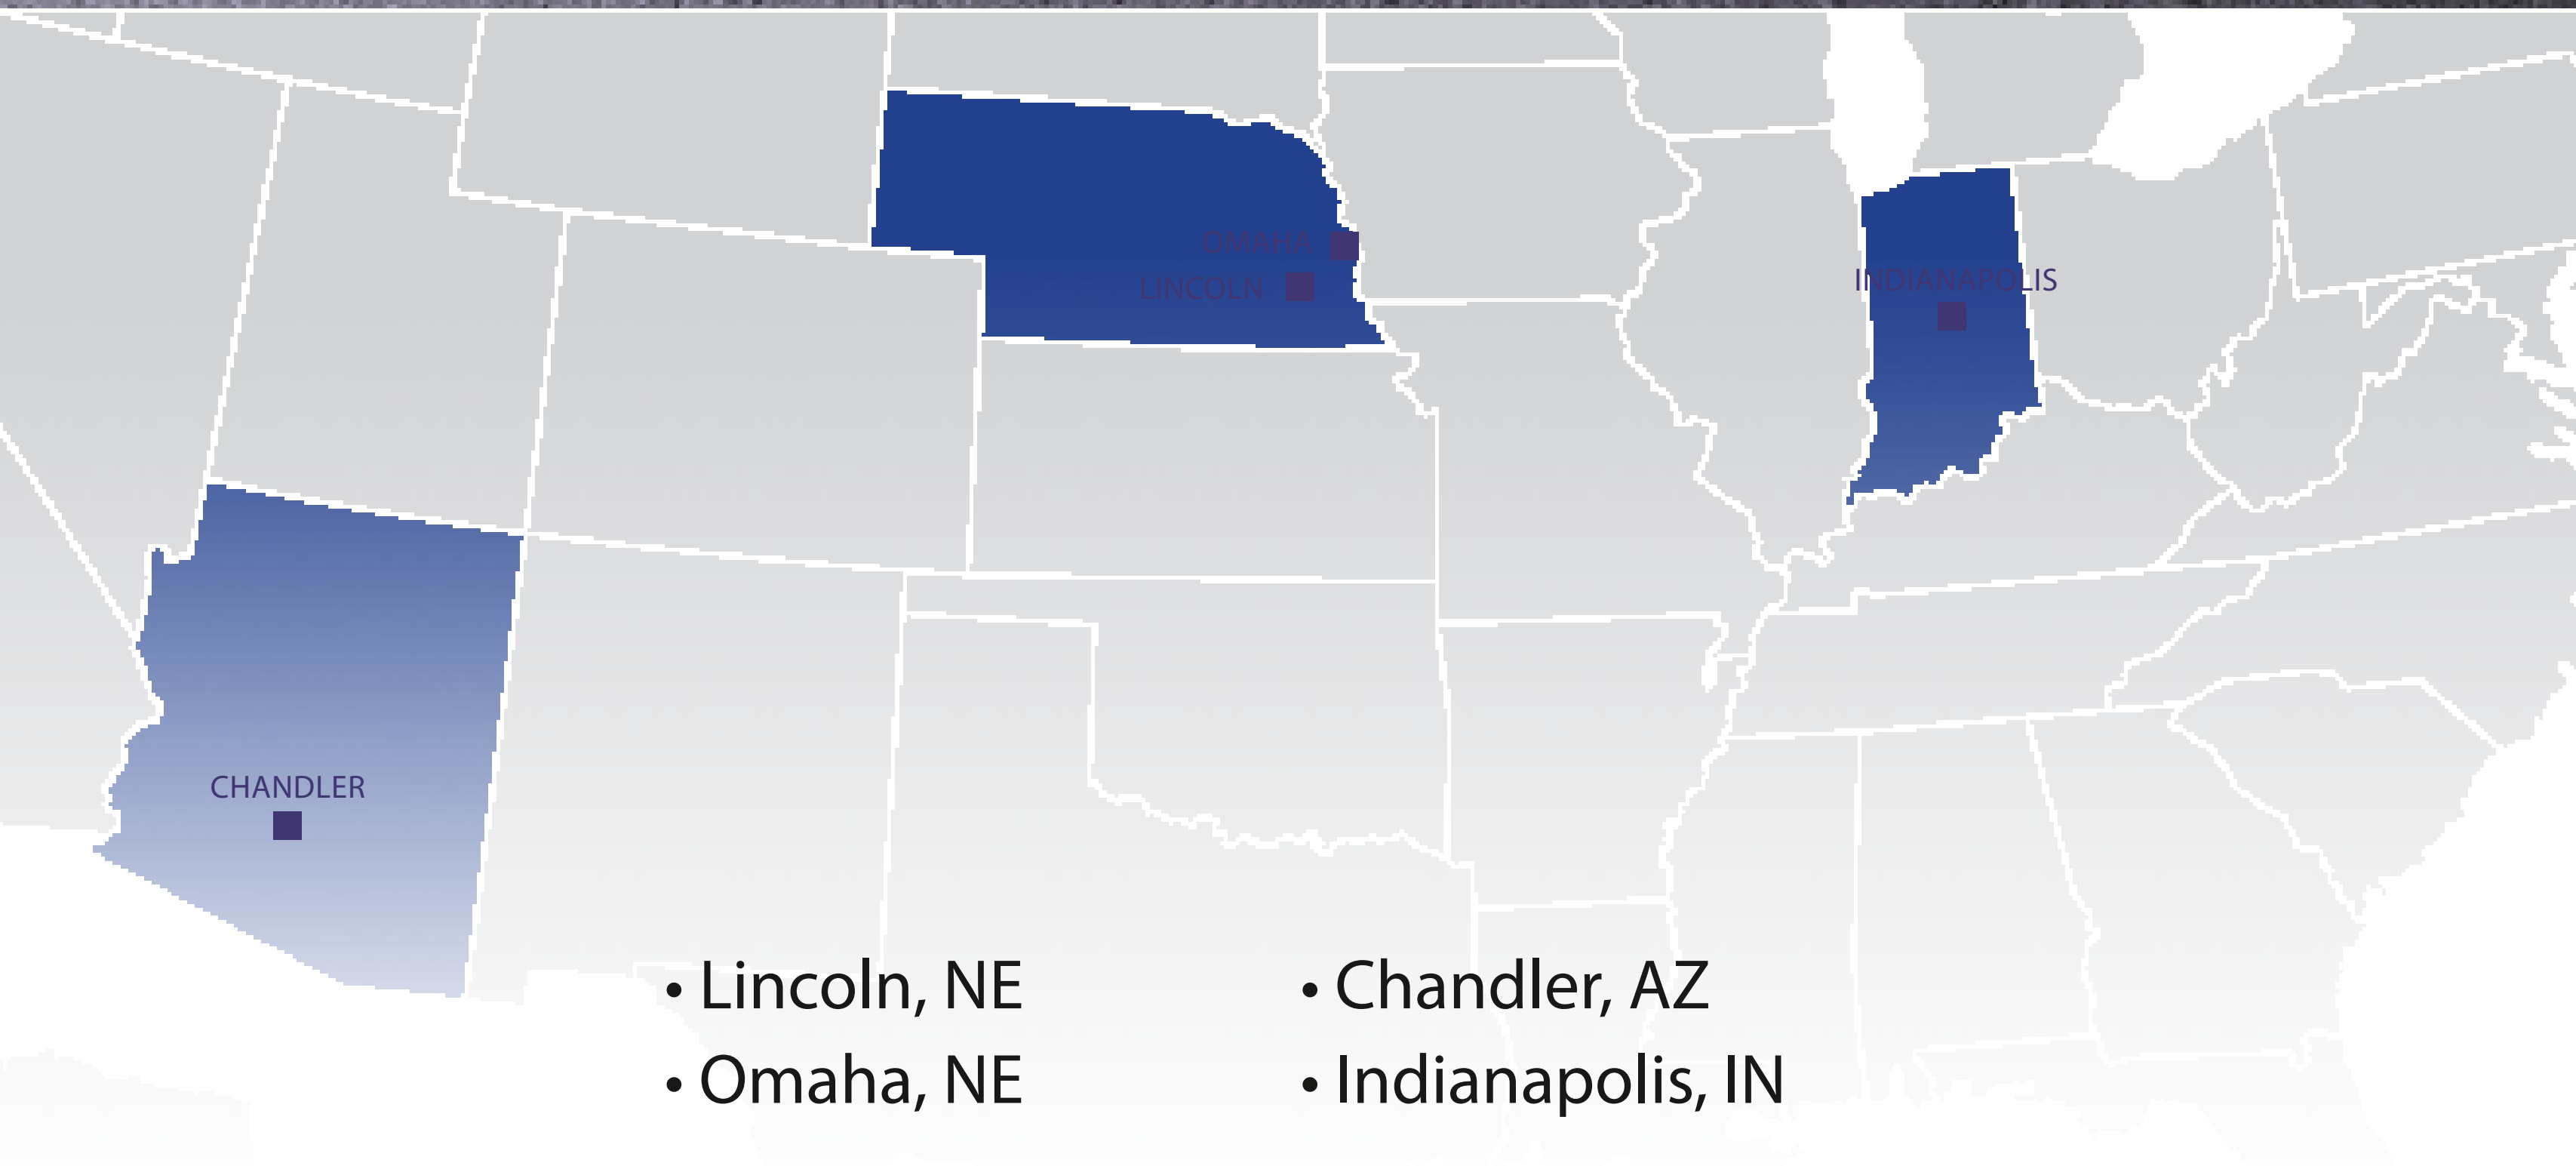 OMAHA
LINCOLN
INDIANAPOLIS
CHANDLER
• Lincoln, NE
• Omaha, NE
• Chandler, AZ
• Indianapolis, IN